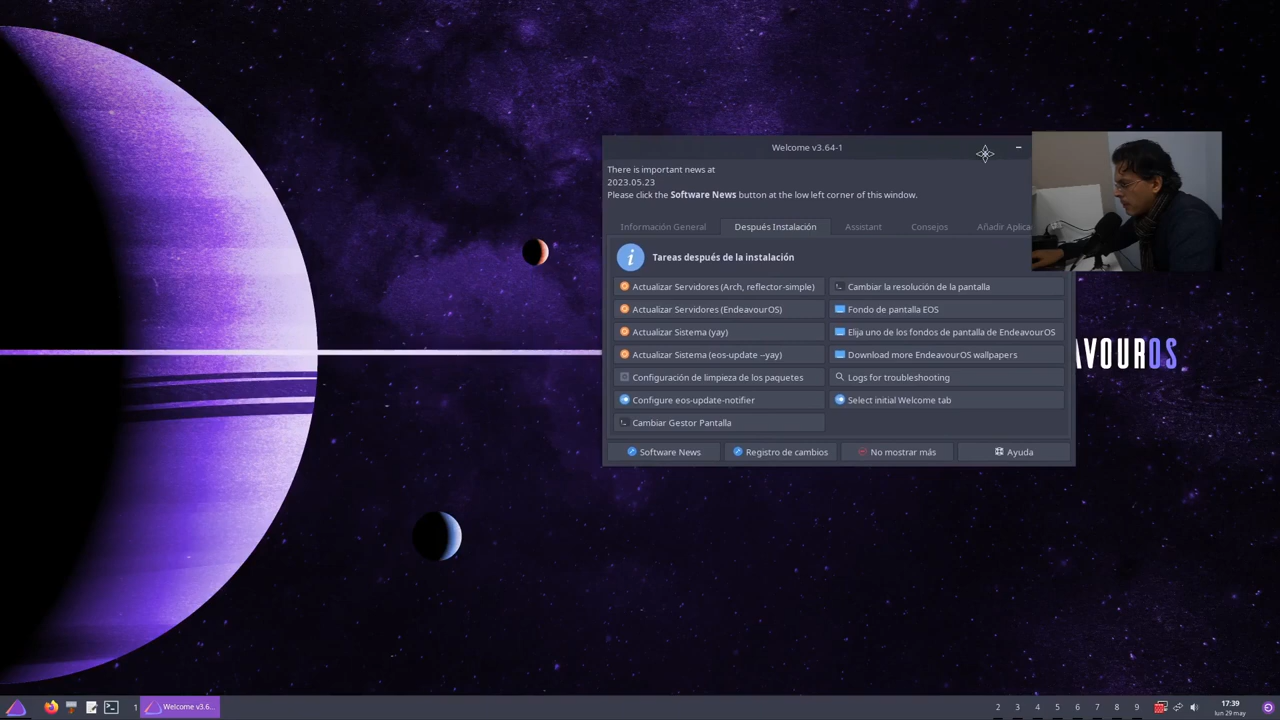 Welcome v3.64-1
There is important news at
2023.05.23
Please click the Software News button at the low left corner of this window.
Información General
Después Instalación
Assistant
Consejos
Añadir Aplica
Tareas después de la instalación
Actualizar Servidores (Arch, reflector-simple)
Cambiar la resolución de la pantalla
Actualizar Servidores (EndeavourOS)
Fondo de pantalla EOS
Actualizar Sistema (yay)
Elija uno de los fondos de pantalla de EndeavourOS
Actualizar Sistema (eos-update --yay)
Download more EndeavourOS wallpapers
Configuración de limpieza de los paquetes
Logs for troubleshooting
Configure eos-update-notifier
Select initial Welcome tab
Cambiar Gestor Pantalla
Software News
Registro de cambios
No mostrar más
Ayuda
AVOUROS
1
Welcome v3.6...
2 3 4 5 6 7 8 9
17:39
lun 29 may